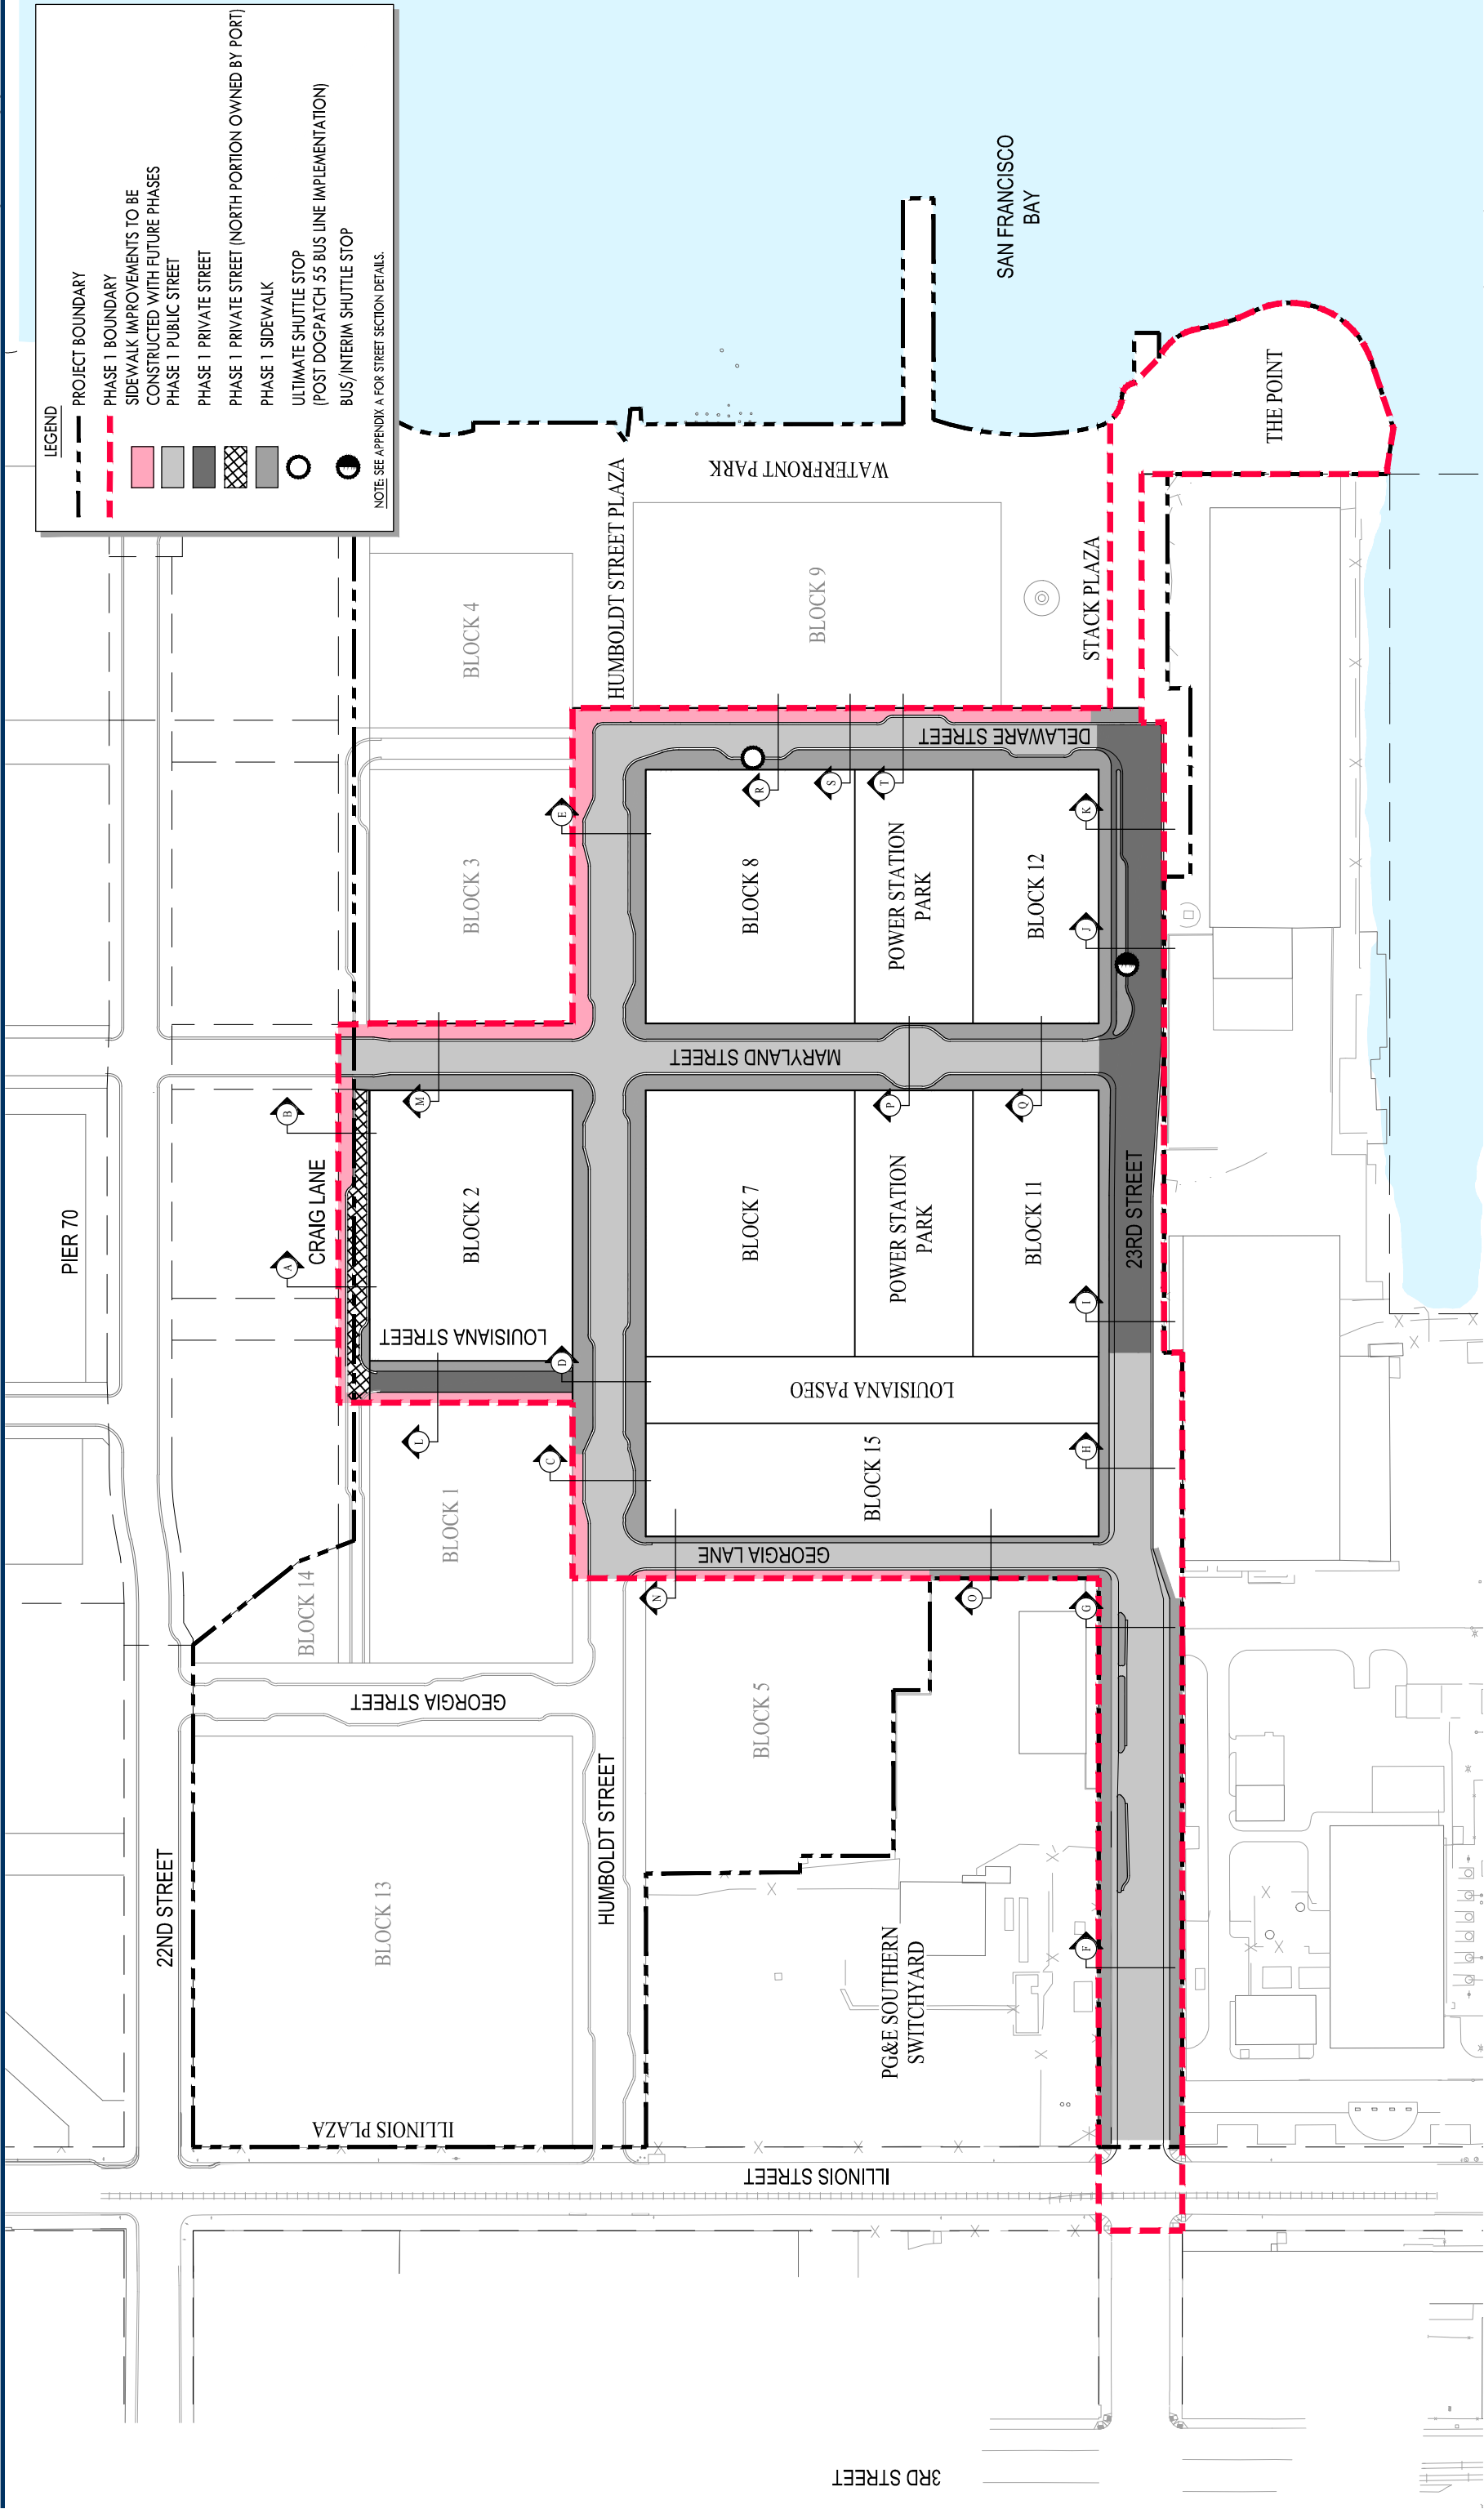 LEGEND
PROJECT BOUNDARY
PHASE 1 BOUNDARY
SIDEWALK IMPROVEMENTS TO BE
CONSTRUCTED WITH FUTURE PHASES
PHASE 1 PUBLIC STREET
PHASE 1 PRIVATE STREET
PHASE 1 PRIVATE STREET (NORTH PORTION OWNED BY PORT)
PHASE 1 SIDEWALK
ULTIMATE SHUTTLE STOP
(POST DOGPATCH 55 BUS LINE IMPLEMENTATION)
BUS/INTERIM SHUTTLE STOP
NOTE: SEE APPENDIX A FOR STREET SECTION DETAILS.
PIER 70
22ND STREET
CRAIG LANE
A
B
BLOCK 13
ILLINOIS PLAZA
GEORGIA STREET
BLOCK 14
BLOCK 1
L
LOUISIANA STREET
BLOCK 2
M
BLOCK 3
BLOCK 4
C
D
E
HUMBOLDT STREET
HUMBOLDT STREET PLAZA
3RD STREET
ILLINOIS STREET
PG&E SOUTHERN
SWITCHYARD
BLOCK 5
N
O
GEORGIA LANE
BLOCK 15
LOUISIANA PASEO
BLOCK 7
POWER STATION
PARK
BLOCK 11
P
Q
MARYLAND STREET
BLOCK 8
POWER STATION
PARK
BLOCK 12
R
S
T
DELAWARE STREET
BLOCK 9
WATERFRONT PARK
STACK PLAZA
SAN FRANCISCO
BAY
F
G
H
I
J
K
23RD STREET
THE POINT